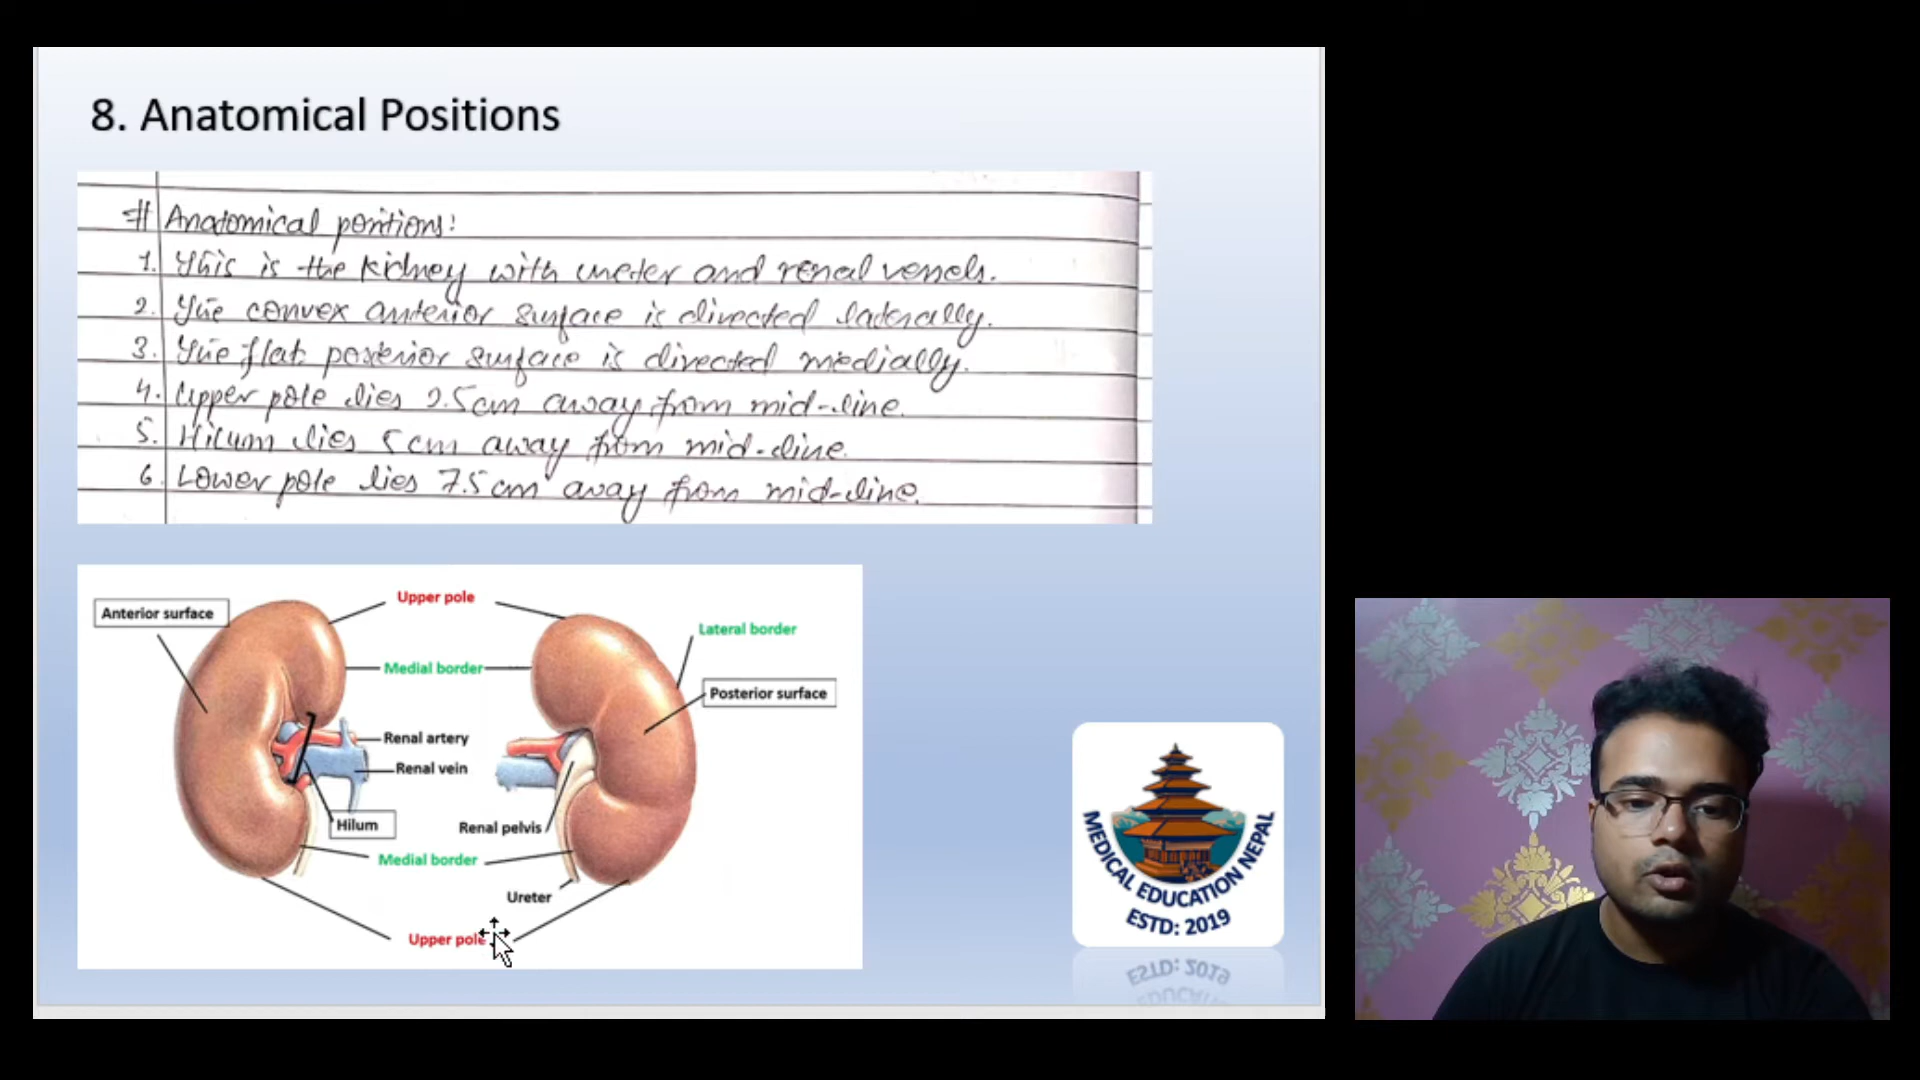 8. Anatomical Positions
# Anatomical positions:
1. This is the kidney with ureter and renal vessels.
2. The convex anterior surface is directed laterally.
3. The flat posterior surface is directed medially.
4. Upper pole lies 2.5cm away from mid-line.
5. Hilum lies 5cm away from mid-line.
6. Lower pole lies 7.5cm away from mid-line.
Anterior surface
Upper pole
Lateral border
Medial border
Posterior surface
Renal artery
Renal vein
Hilum
Renal pelvis
Medial border
Ureter
Upper pole
MEDICAL EDUCATION NEPAL
ESTD: 2019